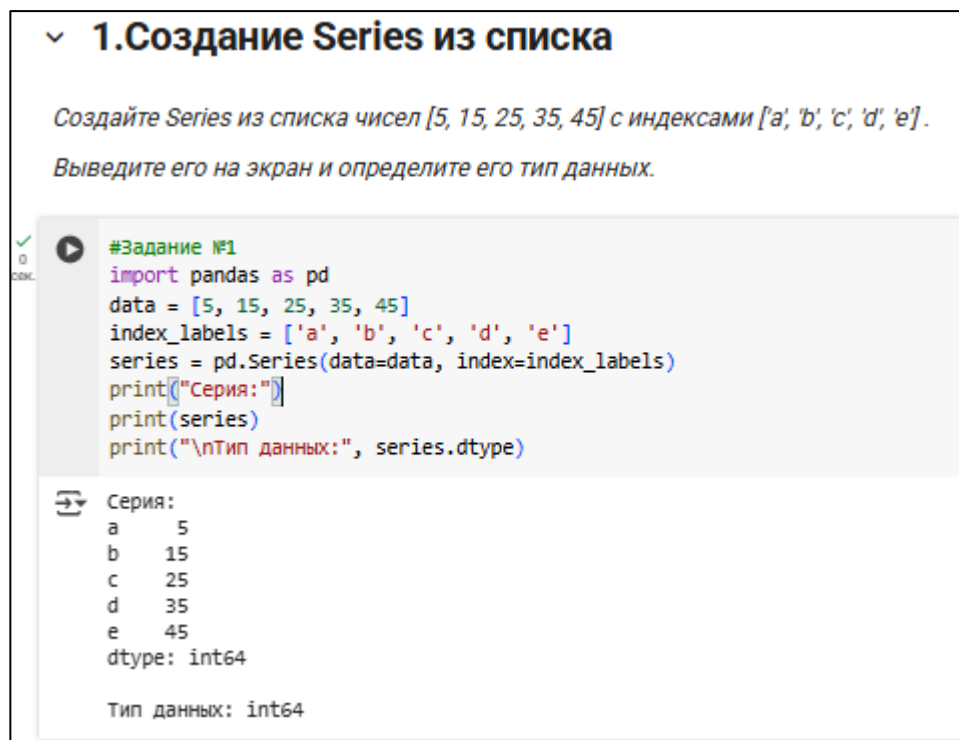 1.Создание Series из списка
Создайте Series из списка чисел [5, 15, 25, 35, 45] с индексами ['a', 'b', 'c', 'd', 'e'] .
Выведите его на экран и определите его тип данных.
0
сек.
#Задание №1
import pandas as pd
data = [5, 15, 25, 35, 45]
index_labels = ['a', 'b', 'c', 'd', 'e']
series = pd.Series(data=data, index=index_labels)
print("Серия:")
print(series)
print("\nТип данных:", series.dtype)
Серия:
a     5
b    15
c    25
d    35
e    45
dtype: int64
Тип данных: int64